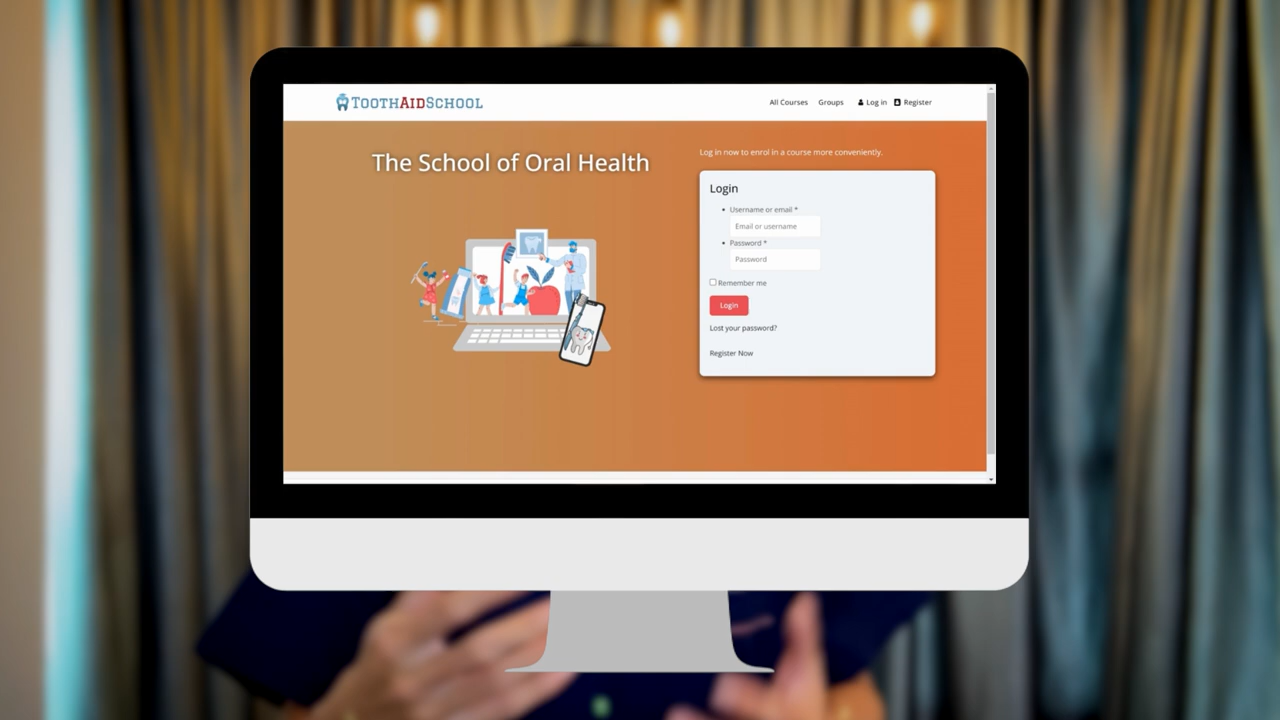 TOOTHAIDSCHOOL
All Courses Groups Log in Register
The School of Oral Health
Log in now to enrol in a course more conveniently.
Login
Username or email *
Email or username
Password *
Password
Remember me
Login
Lost your password?
Register Now